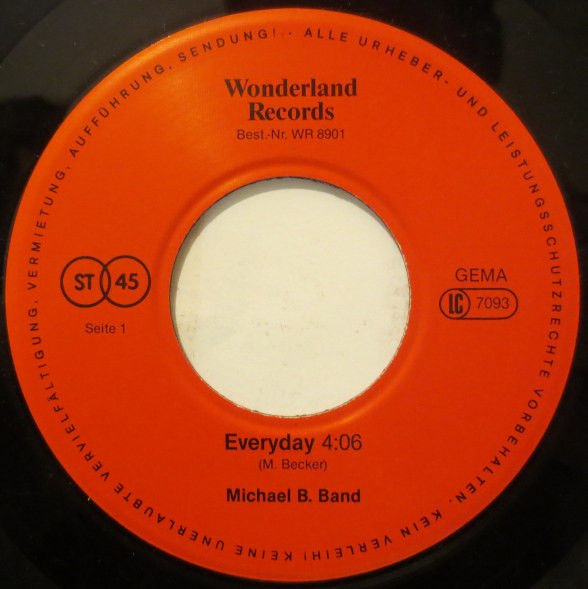 Wonderland
Records
Best.-Nr. WR 8901
ST 45
Seite 1
GEMA
LC 7093
Everyday 4:06
(M. Becker)
Michael B. Band
ALLE URHEBER- UND LEISTUNGSSCHUTZRECHTE VORBEHALTEN. KEIN VERLEIH! KEINE UNERLAUBTE VERVIELFÄLTIGUNG, VERMIETUNG, AUFFÜHRUNG, SENDUNG! ·